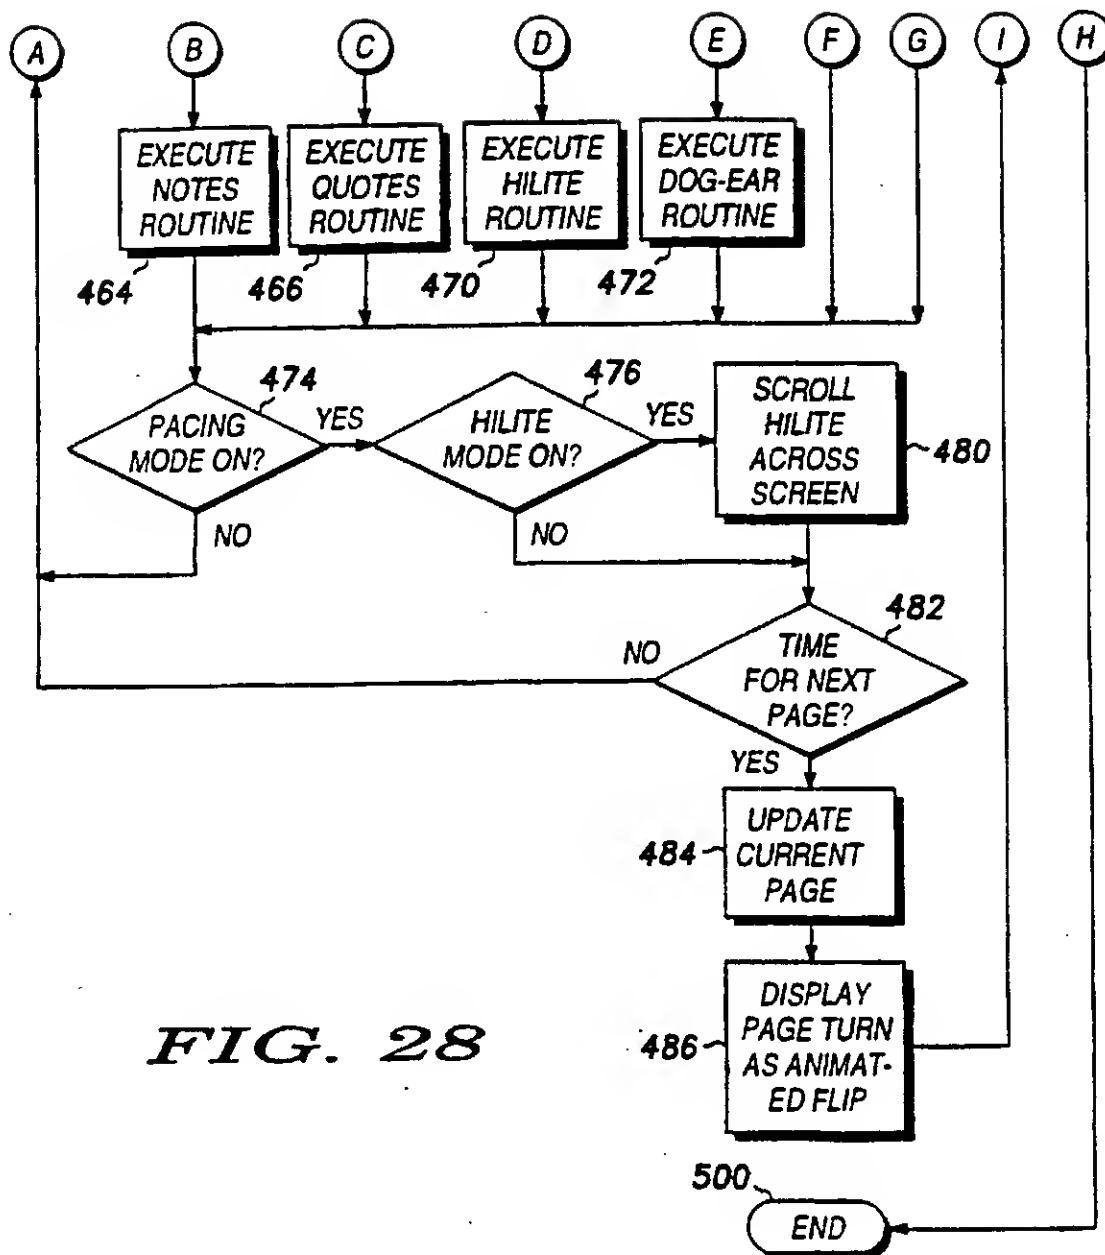 A B C D E F G I H
EXECUTE
NOTES
ROUTINE
464
EXECUTE
QUOTES
ROUTINE
466
EXECUTE
HILITE
ROUTINE
470
EXECUTE
DOG-EAR
ROUTINE
472
PACING
MODE ON?
474
YES
NO
HILITE
MODE ON?
476
YES
NO
SCROLL
HILITE
ACROSS
SCREEN
480
TIME
FOR NEXT
PAGE?
482
NO
YES
UPDATE
CURRENT
PAGE
484
DISPLAY
PAGE TURN
AS ANIMAT-
ED FLIP
486
FIG. 28
500
END